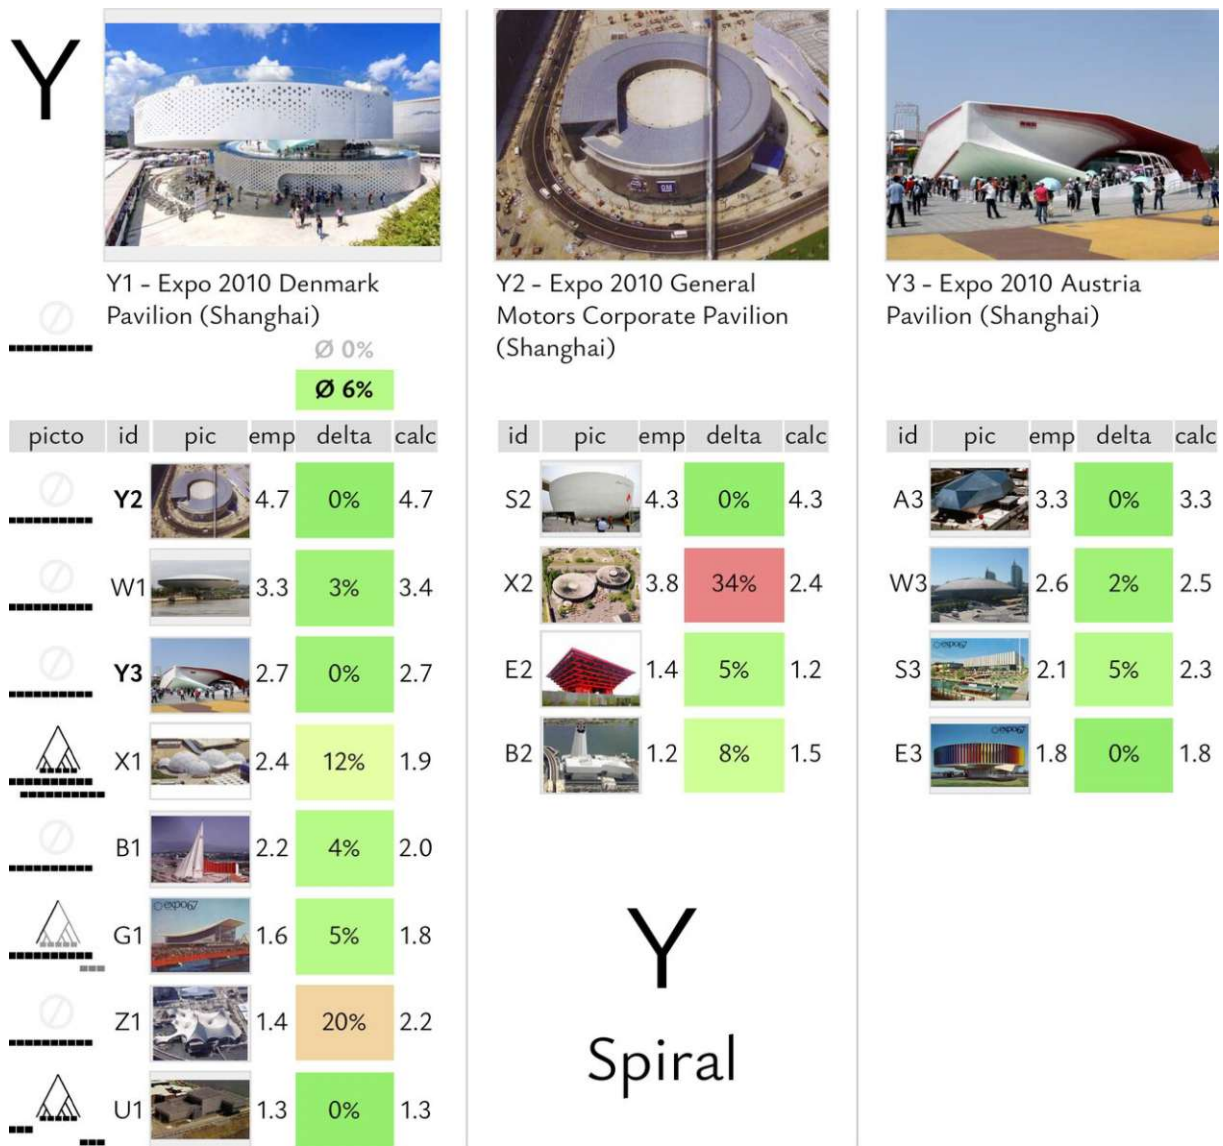 Y
Y1 - Expo 2010 Denmark
Pavilion (Shanghai)
Ø 0%
Ø 6%
picto id pic emp delta calc
Y2 4.7 0% 4.7
W1 3.3 3% 3.4
Y3 2.7 0% 2.7
X1 2.4 12% 1.9
B1 2.2 4% 2.0
©expo67
G1 1.6 5% 1.8
Z1 1.4 20% 2.2
U1 1.3 0% 1.3
Y2 - Expo 2010 General
Motors Corporate Pavilion
(Shanghai)
id pic emp delta calc
S2 4.3 0% 4.3
X2 3.8 34% 2.4
E2 1.4 5% 1.2
B2 1.2 8% 1.5
Y
Spiral
Y3 - Expo 2010 Austria
Pavilion (Shanghai)
id pic emp delta calc
A3 3.3 0% 3.3
W3 2.6 2% 2.5
©expo67
S3 2.1 5% 2.3
©expo67
E3 1.8 0% 1.8